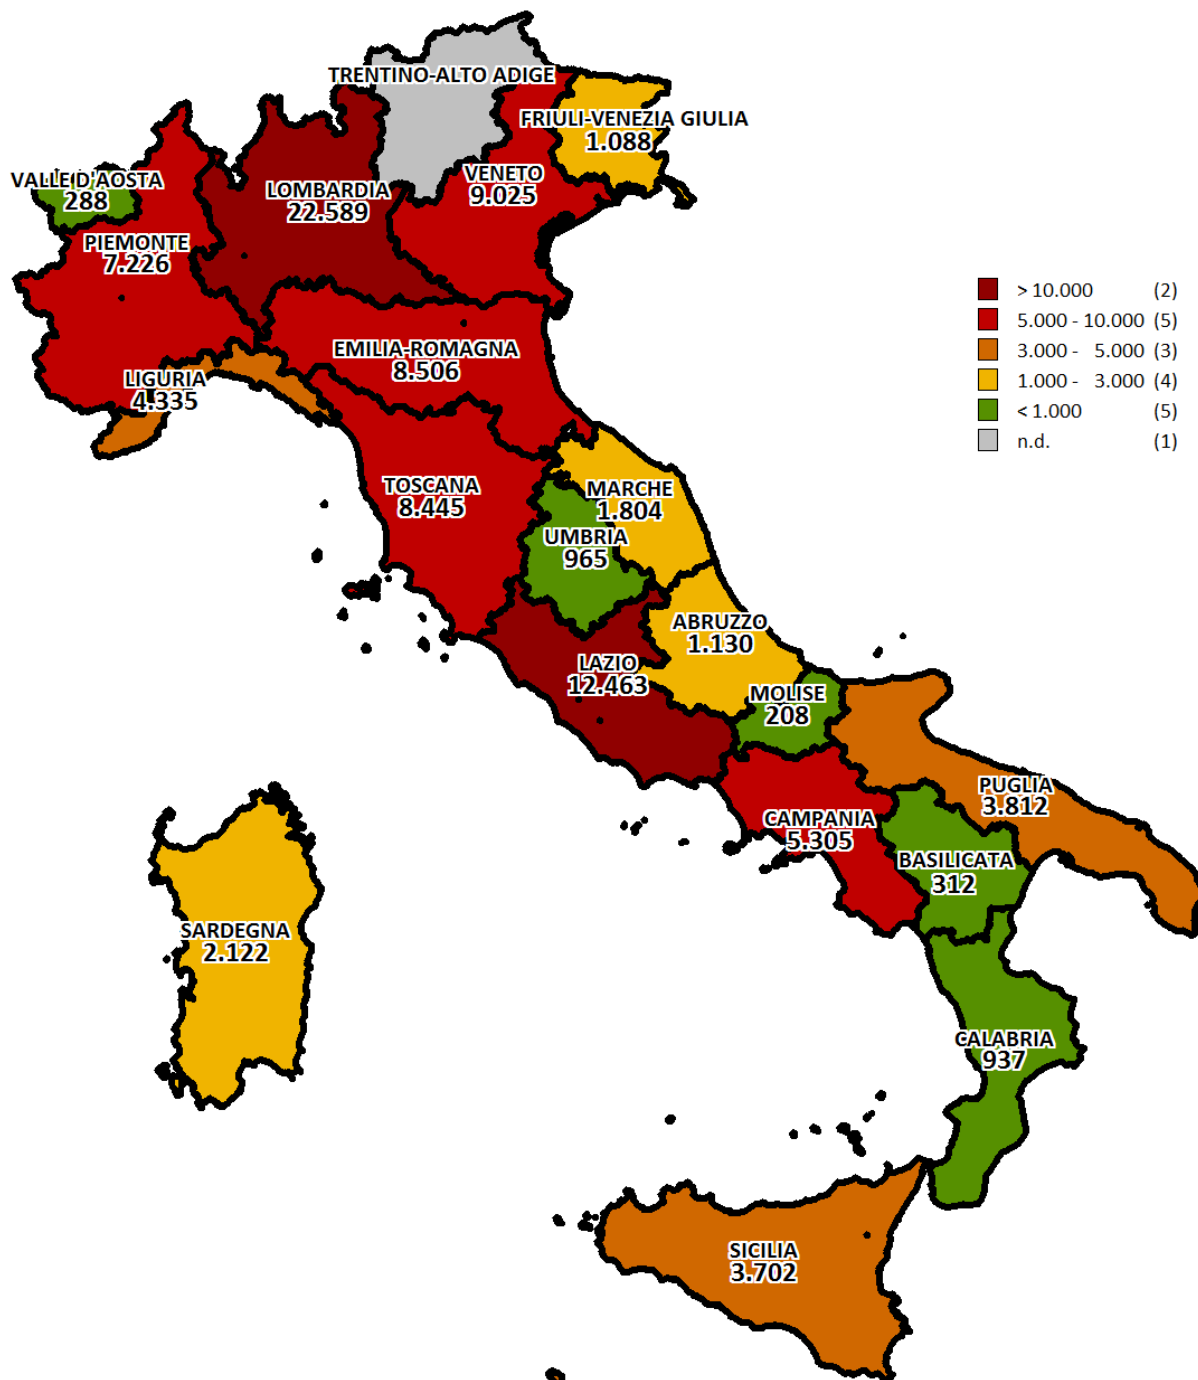 TRENTINO-ALTO ADIGE
FRIULI-VENEZIA GIULIA
1.088
VALLE D'AOSTA
288
LOMBARDIA
22.589
VENETO
9.025
PIEMONTE
7.226
> 10.000 (2)
5.000 - 10.000 (5)
3.000 - 5.000 (3)
1.000 - 3.000 (4)
< 1.000 (5)
n.d. (1)
EMILIA-ROMAGNA
8.506
LIGURIA
4.335
TOSCANA
8.445
MARCHE
1.804
UMBRIA
965
ABRUZZO
1.130
LAZIO
12.463
MOLISE
208
PUGLIA
3.812
CAMPANIA
5.305
BASILICATA
312
SARDEGNA
2.122
CALABRIA
937
SICILIA
3.702